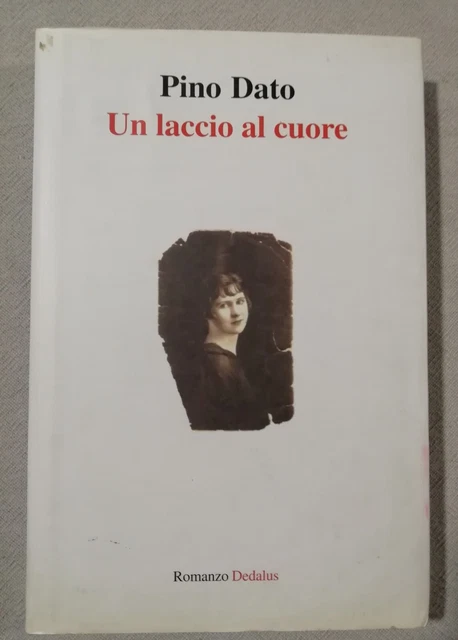 Pino Dato
Un laccio al cuore
Romanzo Dedalus